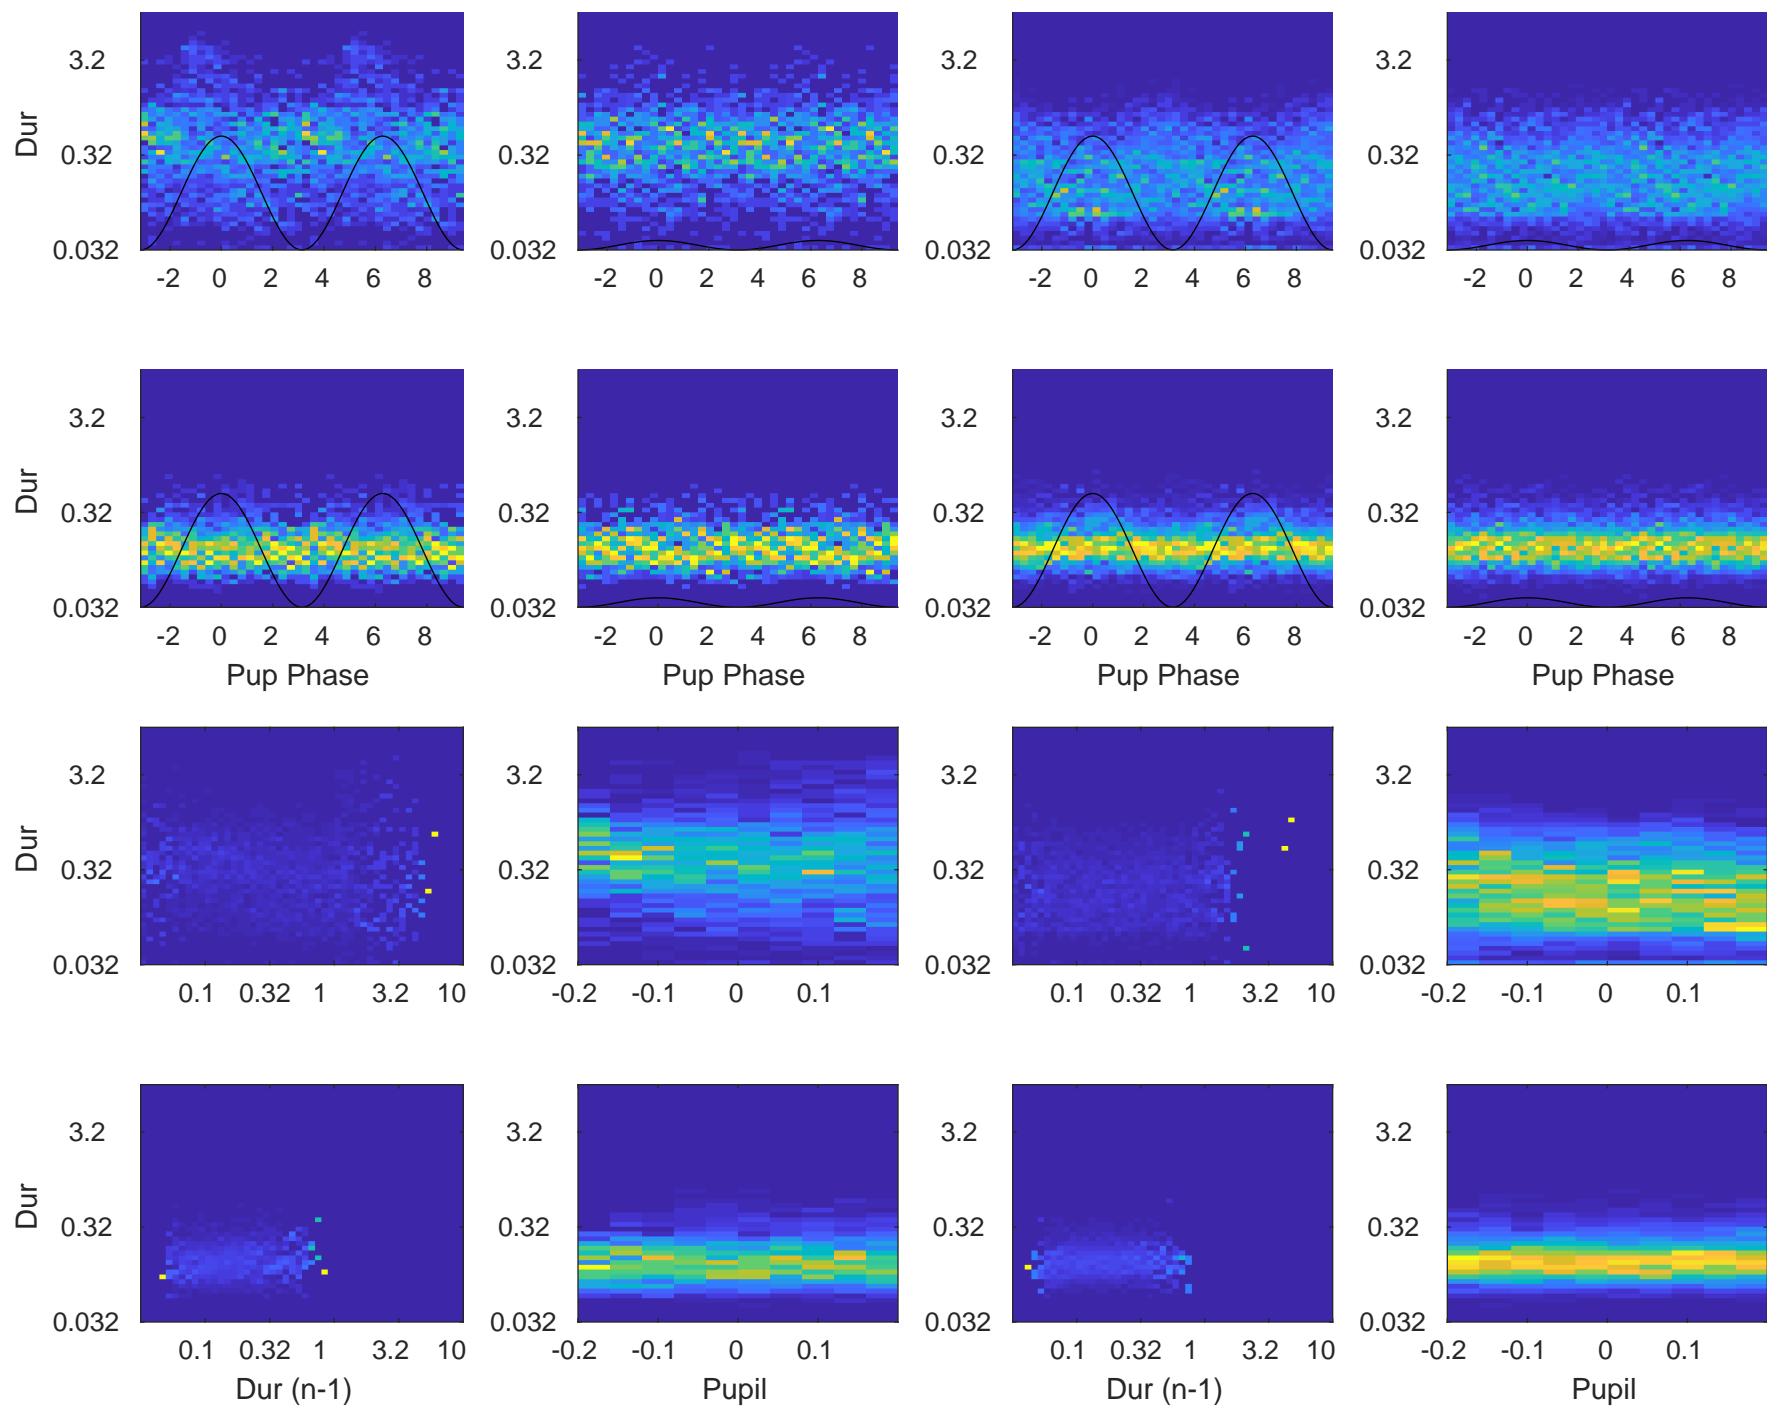 3.2 3.2 3.2 3.2
Dur
0.32 0.32 0.32 0.32
0.032 0.032 0.032 0.032
-2 0 2 4 6 8 -2 0 2 4 6 8 -2 0 2 4 6 8 -2 0 2 4 6 8
3.2 3.2 3.2 3.2
Dur
0.32 0.32 0.32 0.32
0.032 0.032 0.032 0.032
-2 0 2 4 6 8 -2 0 2 4 6 8 -2 0 2 4 6 8 -2 0 2 4 6 8
Pup Phase Pup Phase Pup Phase Pup Phase
3.2 3.2 3.2 3.2
Dur
0.32 0.32 0.32 0.32
0.032 0.032 0.032 0.032
0.1 0.32 1 3.2 10 -0.2 -0.1 0 0.1 0.1 0.32 1 3.2 10 -0.2 -0.1 0 0.1
3.2 3.2 3.2 3.2
Dur
0.32 0.32 0.32 0.32
0.032 0.032 0.032 0.032
0.1 0.32 1 3.2 10 -0.2 -0.1 0 0.1 0.1 0.32 1 3.2 10 -0.2 -0.1 0 0.1
Dur (n-1) Pupil Dur (n-1) Pupil